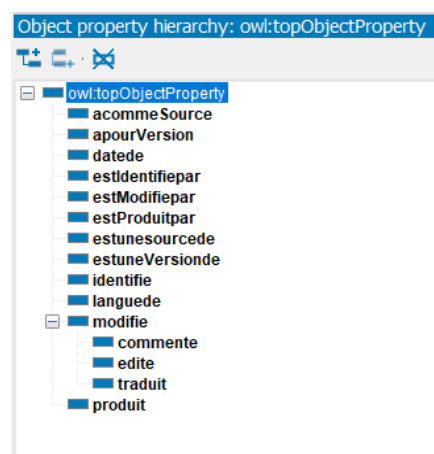 Object property hierarchy: owl:topObjectProperty
owl:topObjectProperty
acommeSource
apourVersion
datede
estIdentifiepar
estModifiepar
estProduitpar
estunesourcede
estuneVersionde
identifie
languede
modifie
commente
edite
traduit
produit